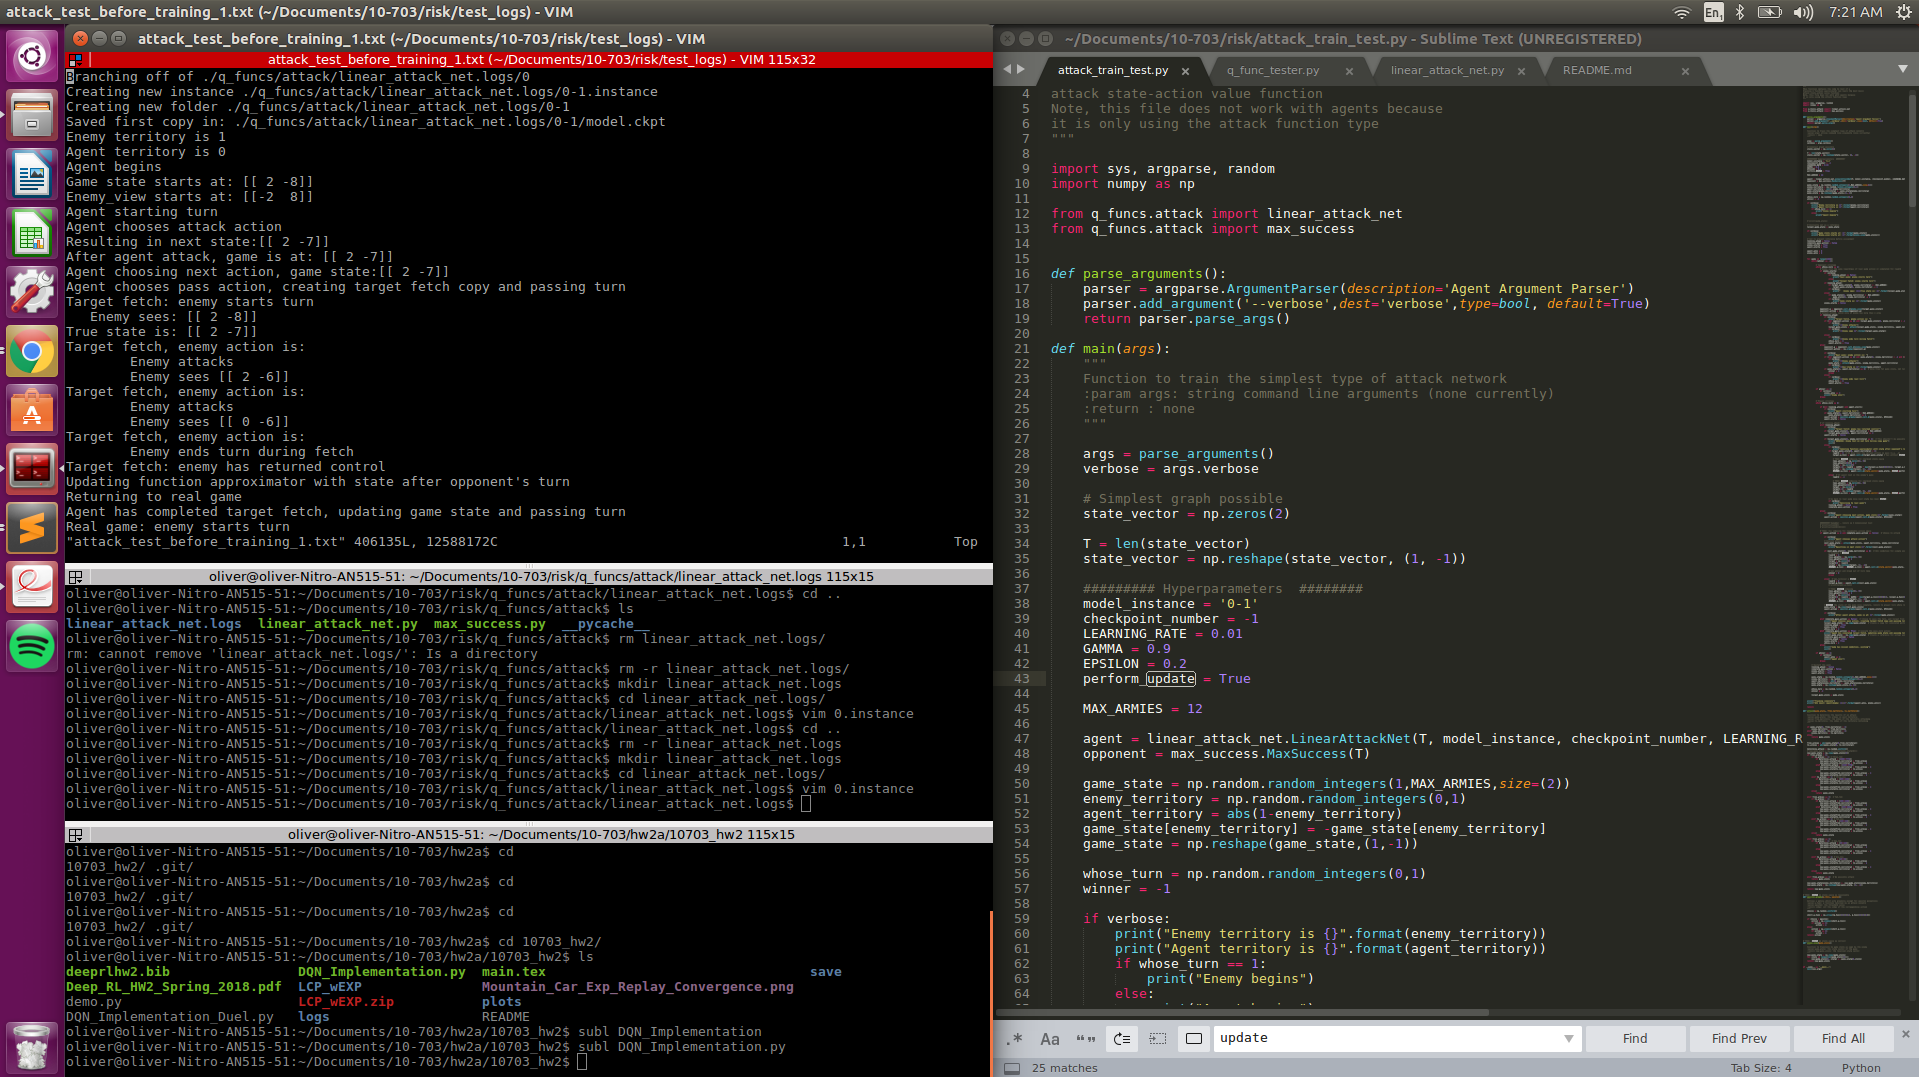 attack_test_before_training_1.txt (~/Documents/10-703/risk/test_logs) - VIM
En1
7:21 AM
attack_test_before_training_1.txt (~/Documents/10-703/risk/test_logs) - VIM
attack_test_before_training_1.txt (~/Documents/10-703/risk/test_logs) - VIM 115x32
Branching off of ./q_funcs/attack/linear_attack_net.logs/0
Creating new instance ./q_funcs/attack/linear_attack_net.logs/0-1.instance
Creating new folder ./q_funcs/attack/linear_attack_net.logs/0-1
Saved first copy in: ./q_funcs/attack/linear_attack_net.logs/0-1/model.ckpt
Enemy territory is 1
Agent territory is 0
Agent begins
Game state starts at: [[ 2 -8]]
Enemy_view starts at: [[-2  8]]
Agent starting turn
Agent chooses attack action
Resulting in next state:[[ 2 -7]]
After agent attack, game is at: [[ 2 -7]]
Agent choosing next action, game state:[[ 2 -7]]
Agent chooses pass action, creating target fetch copy and passing turn
Target fetch: enemy starts turn
   Enemy sees: [[ 2 -8]]
True state is: [[ 2 -7]]
Target fetch, enemy action is:
        Enemy attacks
        Enemy sees [[ 2 -6]]
Target fetch, enemy action is:
        Enemy attacks
        Enemy sees [[ 0 -6]]
Target fetch, enemy action is:
        Enemy ends turn during fetch
Target fetch: enemy has returned control
Updating function approximator with state after opponent's turn
Returning to real game
Agent has completed target fetch, updating game state and passing turn
Real game: enemy starts turn
"attack_test_before_training_1.txt" 406135L, 12588172C 1,1 Top
oliver@oliver-Nitro-AN515-51: ~/Documents/10-703/risk/q_funcs/attack/linear_attack_net.logs 115x15
oliver@oliver-Nitro-AN515-51:~/Documents/10-703/risk/q_funcs/attack/linear_attack_net.logs$ cd ..
oliver@oliver-Nitro-AN515-51:~/Documents/10-703/risk/q_funcs/attack$ ls
linear_attack_net.logs  linear_attack_net.py  max_success.py  __pycache__
oliver@oliver-Nitro-AN515-51:~/Documents/10-703/risk/q_funcs/attack$ rm linear_attack_net.logs/
rm: cannot remove 'linear_attack_net.logs/': Is a directory
oliver@oliver-Nitro-AN515-51:~/Documents/10-703/risk/q_funcs/attack$ rm -r linear_attack_net.logs/
oliver@oliver-Nitro-AN515-51:~/Documents/10-703/risk/q_funcs/attack$ mkdir linear_attack_net.logs
oliver@oliver-Nitro-AN515-51:~/Documents/10-703/risk/q_funcs/attack$ cd linear_attack_net.logs/
oliver@oliver-Nitro-AN515-51:~/Documents/10-703/risk/q_funcs/attack/linear_attack_net.logs$ vim 0.instance
oliver@oliver-Nitro-AN515-51:~/Documents/10-703/risk/q_funcs/attack/linear_attack_net.logs$ cd ..
oliver@oliver-Nitro-AN515-51:~/Documents/10-703/risk/q_funcs/attack$ rm -r linear_attack_net.logs
oliver@oliver-Nitro-AN515-51:~/Documents/10-703/risk/q_funcs/attack$ mkdir linear_attack_net.logs
oliver@oliver-Nitro-AN515-51:~/Documents/10-703/risk/q_funcs/attack$ cd linear_attack_net.logs/
oliver@oliver-Nitro-AN515-51:~/Documents/10-703/risk/q_funcs/attack/linear_attack_net.logs$ vim 0.instance
oliver@oliver-Nitro-AN515-51:~/Documents/10-703/risk/q_funcs/attack/linear_attack_net.logs$
oliver@oliver-Nitro-AN515-51: ~/Documents/10-703/hw2a/10703_hw2 115x15
oliver@oliver-Nitro-AN515-51:~/Documents/10-703/hw2a$ cd
10703_hw2/ .git/
oliver@oliver-Nitro-AN515-51:~/Documents/10-703/hw2a$ cd
10703_hw2/ .git/
oliver@oliver-Nitro-AN515-51:~/Documents/10-703/hw2a$ cd
10703_hw2/ .git/
oliver@oliver-Nitro-AN515-51:~/Documents/10-703/hw2a$ cd 10703_hw2/
oliver@oliver-Nitro-AN515-51:~/Documents/10-703/hw2a/10703_hw2$ ls
deeprlhw2.bib  DQN_Implementation.py  main.tex  save
Deep_RL_HW2_Spring_2018.pdf  LCP_wEXP  Mountain_Car_Exp_Replay_Convergence.png
demo.py  LCP_wEXP.zip  plots
DQN_Implementation_Duel.py  logs  README
oliver@oliver-Nitro-AN515-51:~/Documents/10-703/hw2a/10703_hw2$ subl DQN_Implementation
oliver@oliver-Nitro-AN515-51:~/Documents/10-703/hw2a/10703_hw2$ subl DQN_Implementation.py
oliver@oliver-Nitro-AN515-51:~/Documents/10-703/hw2a/10703_hw2$
~/Documents/10-703/risk/attack_train_test.py - Sublime Text (UNREGISTERED)
attack_train_test.py  q_func_tester.py  linear_attack_net.py  README.md
4 attack state-action value function
5 Note, this file does not work with agents because
6 it is only using the attack function type
7 """
8
9 import sys, argparse, random
10 import numpy as np
11
12 from q_funcs.attack import linear_attack_net
13 from q_funcs.attack import max_success
14
15
16 def parse_arguments():
17     parser = argparse.ArgumentParser(description='Agent Argument Parser')
18     parser.add_argument('--verbose',dest='verbose',type=bool, default=True)
19     return parser.parse_args()
20
21 def main(args):
22     """
23     Function to train the simplest type of attack network
24     :param args: string command line arguments (none currently)
25     :return : none
26     """
27
28     args = parse_arguments()
29     verbose = args.verbose
30
31     # Simplest graph possible
32     state_vector = np.zeros(2)
33
34     T = len(state_vector)
35     state_vector = np.reshape(state_vector, (1, -1))
36
37     ######### Hyperparameters  ########
38     model_instance = '0-1'
39     checkpoint_number = -1
40     LEARNING_RATE = 0.01
41     GAMMA = 0.9
42     EPSILON = 0.2
43     perform_update = True
44
45     MAX_ARMIES = 12
46
47     agent = linear_attack_net.LinearAttackNet(T, model_instance, checkpoint_number, LEARNING_R
48     opponent = max_success.MaxSuccess(T)
49
50     game_state = np.random.random_integers(1,MAX_ARMIES,size=(2))
51     enemy_territory = np.random.random_integers(0,1)
52     agent_territory = abs(1-enemy_territory)
53     game_state[enemy_territory] = -game_state[enemy_territory]
54     game_state = np.reshape(game_state,(1,-1))
55
56     whose_turn = np.random.random_integers(0,1)
57     winner = -1
58
59     if verbose:
60         print("Enemy territory is {}".format(enemy_territory))
61         print("Agent territory is {}".format(agent_territory))
62         if whose_turn == 1:
63             print("Enemy begins")
64         else:
.* Aa “” update Find Find Prev Find All
25 matches Tab Size: 4 Python